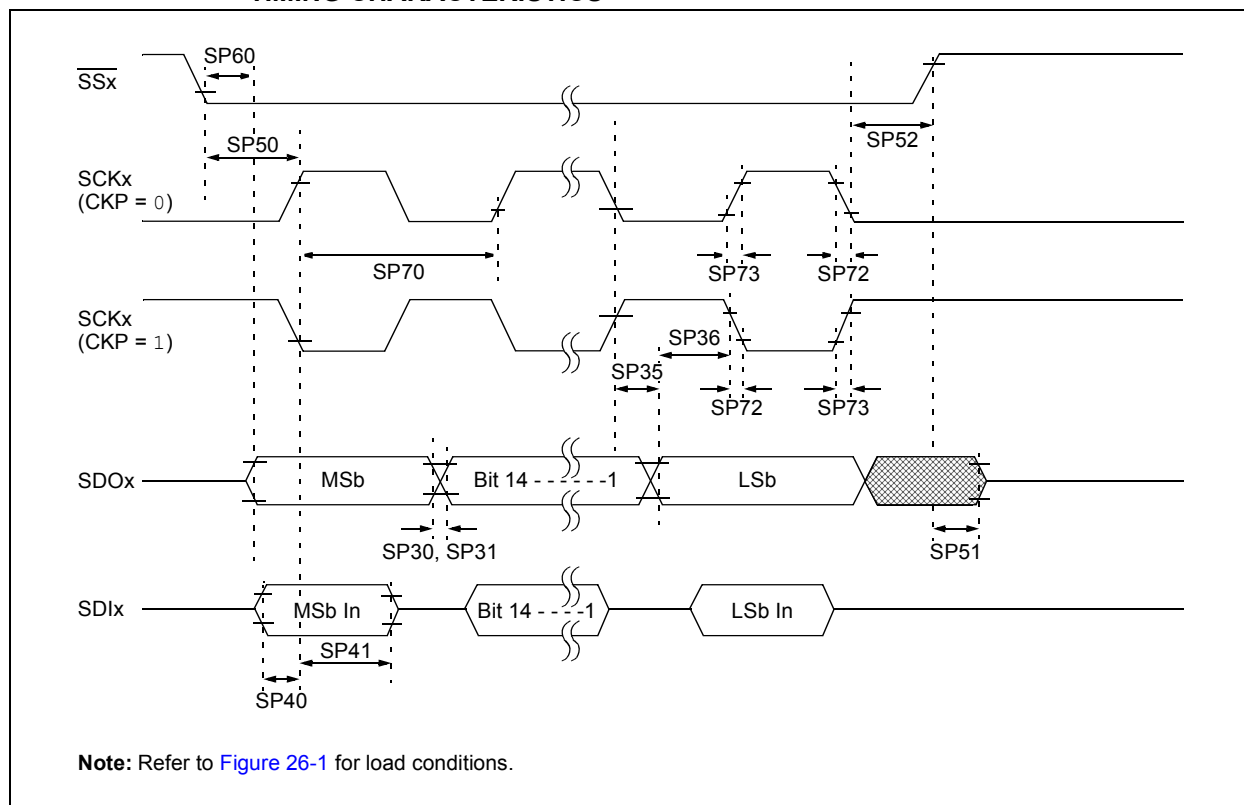 TIMING CHARACTERISTICS
SP60
SSx
SP50
SP52
SCKx
(CKP = 0)
SP70
SP73
SP72
SCKx
(CKP = 1)
SP36
SP35
SP72
SP73
SDOx
MSb
Bit 14 - - - - - -1
LSb
SP30, SP31
SP51
SDIx
MSb In
Bit 14 - - - -1
LSb In
SP41
SP40
Note: Refer to Figure 26-1 for load conditions.